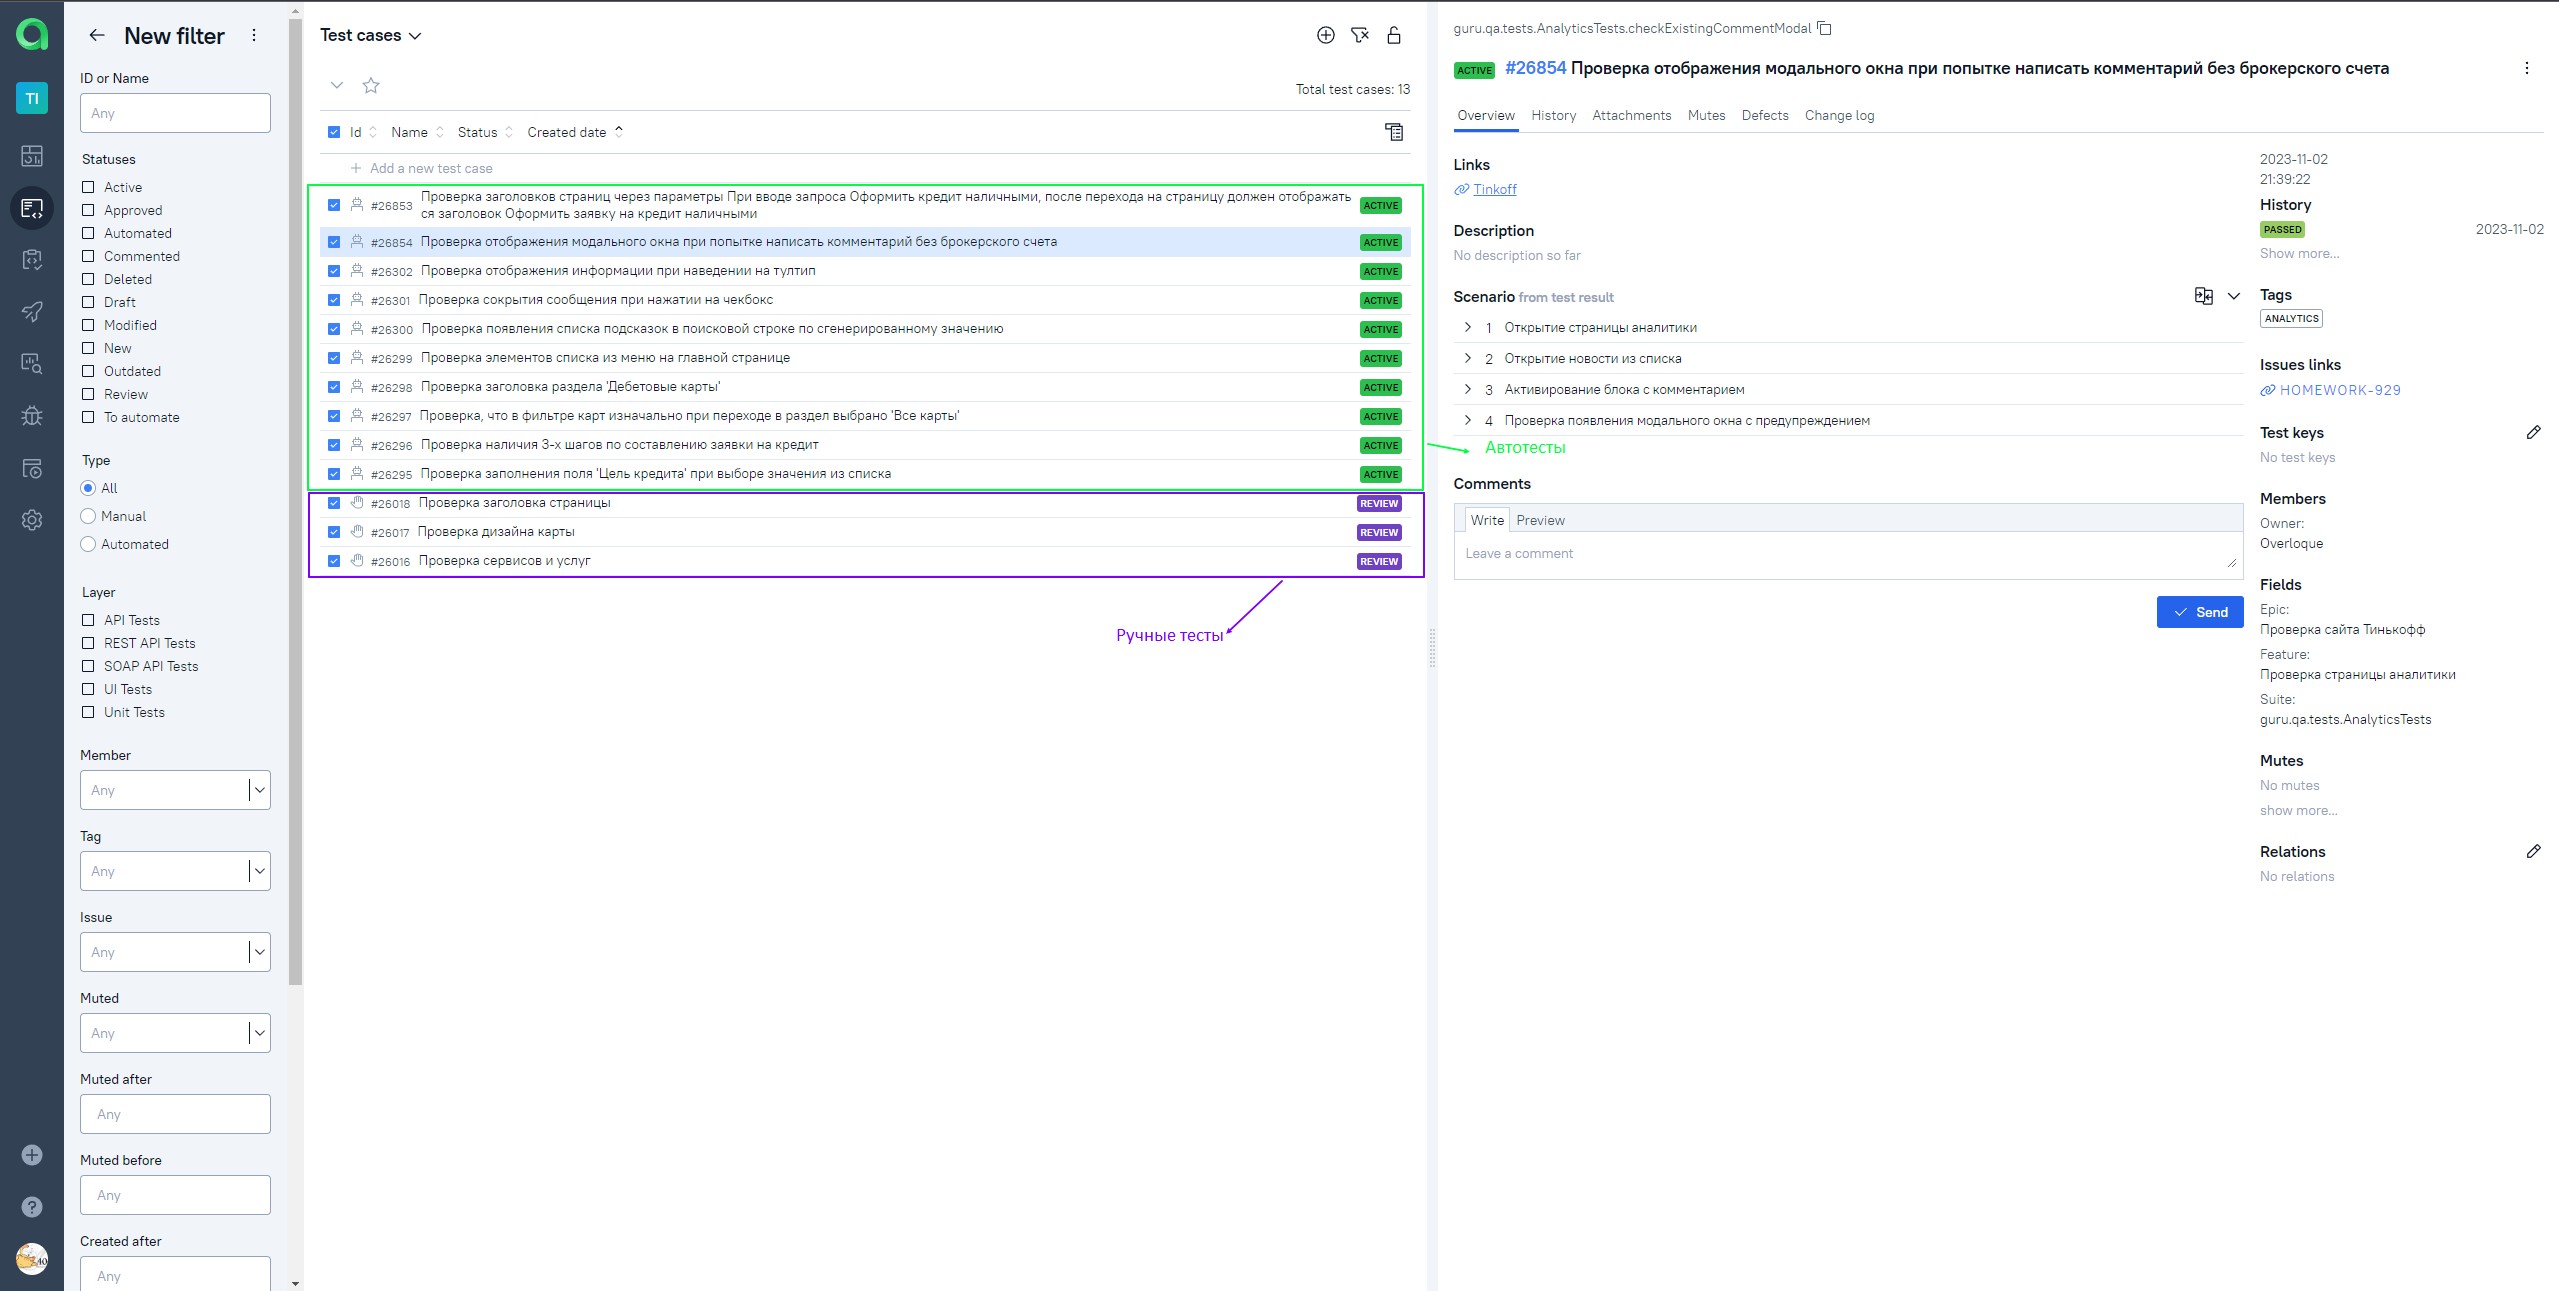 TI
New filter
ID or Name
Any
Statuses
Active
Approved
Automated
Commented
Deleted
Draft
Modified
New
Outdated
Review
To automate
Type
All
Manual
Automated
Layer
API Tests
REST API Tests
SOAP API Tests
UI Tests
Unit Tests
Member
Any
Tag
Any
Issue
Any
Muted
Any
Muted after
Any
Muted before
Any
Created after
Any
Test cases
Total test cases: 13
Id Name Status Created date
Add a new test case
#26853 Проверка заголовков страниц через параметры При вводе запроса Оформить кредит наличными, после перехода на страницу должен отображать
ся заголовок Оформить заявку на кредит наличными ACTIVE
#26854 Проверка отображения модального окна при попытке написать комментарий без брокерского счета ACTIVE
#26302 Проверка отображения информации при наведении на тултип ACTIVE
#26301 Проверка сокрытия сообщения при нажатии на чекбокс ACTIVE
#26300 Проверка появления списка подсказок в поисковой строке по сгенерированному значению ACTIVE
#26299 Проверка элементов списка из меню на главной странице ACTIVE
#26298 Проверка заголовка раздела 'Дебетовые карты' ACTIVE
#26297 Проверка, что в фильтре карт изначально при переходе в раздел выбрано 'Все карты' ACTIVE
#26296 Проверка наличия 3-х шагов по составлению заявки на кредит ACTIVE
#26295 Проверка заполнения поля 'Цель кредита' при выборе значения из списка ACTIVE
#26018 Проверка заголовка страницы REVIEW
#26017 Проверка дизайна карты REVIEW
#26016 Проверка сервисов и услуг REVIEW
Автотесты
Ручные тесты
guru.qa.tests.AnalyticsTests.checkExistingCommentModal
ACTIVE #26854 Проверка отображения модального окна при попытке написать комментарий без брокерского счета
Overview History Attachments Mutes Defects Change log
Links
Tinkoff
Description
No description so far
Scenario from test result
1 Открытие страницы аналитики
2 Открытие новости из списка
3 Активирование блока с комментарием
4 Проверка появления модального окна с предупреждением
Comments
Write Preview
Leave a comment
Send
2023-11-02
21:39:22
History
PASSED 2023-11-02
Show more...
Tags
ANALYTICS
Issues links
HOMEWORK-929
Test keys
No test keys
Members
Owner:
Overloque
Fields
Epic:
Проверка сайта Тинькофф
Feature:
Проверка страницы аналитики
Suite:
guru.qa.tests.AnalyticsTests
Mutes
No mutes
show more...
Relations
No relations